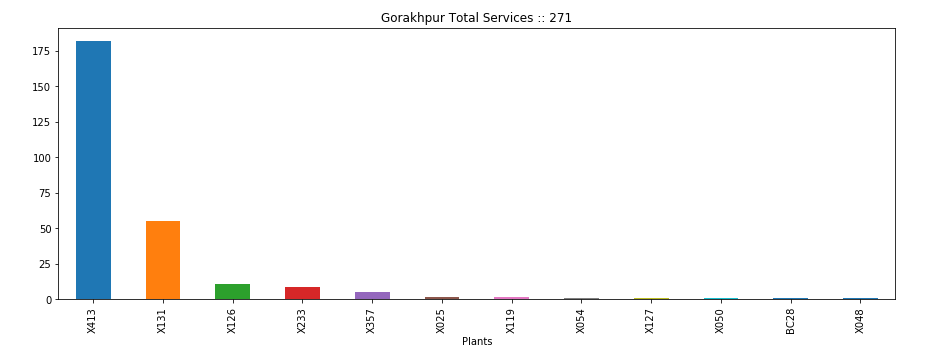 Gorakhpur Total Services :: 271
175
150
125
100
75
50
25
0
X413
X131
X126
X233
X357
X025
X119
X054
X127
X050
BC28
X048
Plants